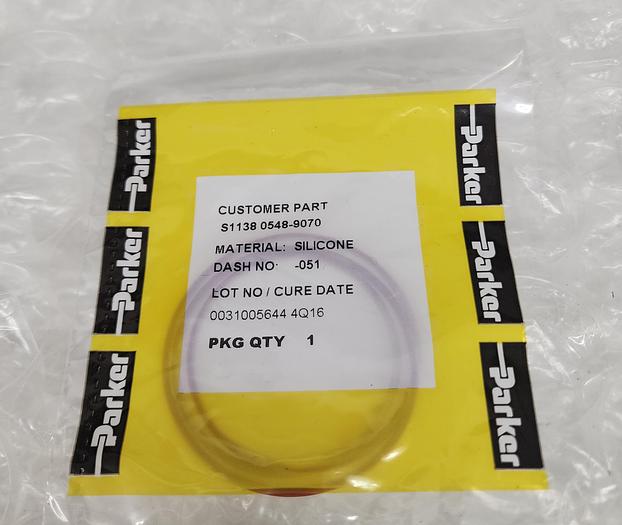 Parker
Parker
CUSTOMER PART
S1138 0548-9070
MATERIAL: SILICONE
DASH NO: -051
LOT NO / CURE DATE
0031005644 4Q16
PKG QTY 1
Parker
Parker
Parker
Parker